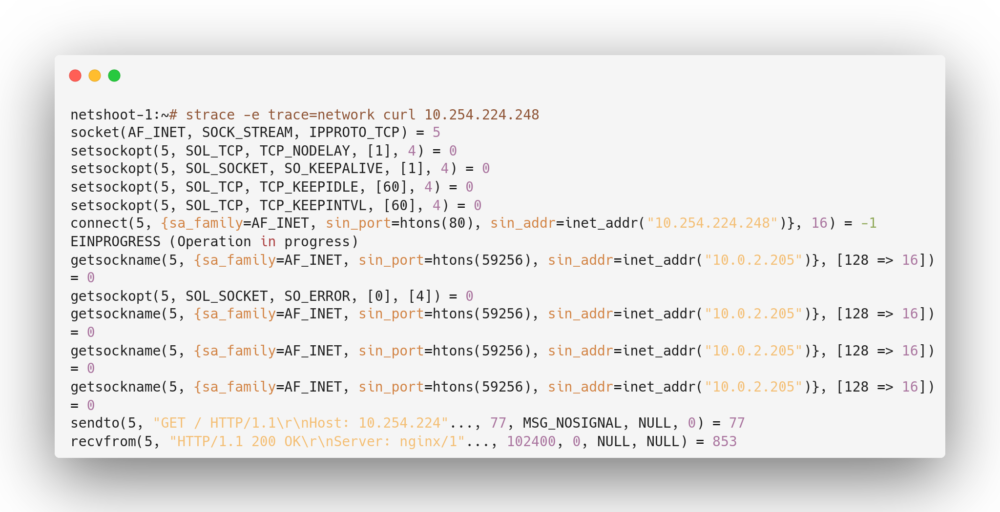 netshoot-1:~# strace -e trace=network curl 10.254.224.248
socket(AF_INET, SOCK_STREAM, IPPROTO_TCP) = 5
setsockopt(5, SOL_TCP, TCP_NODELAY, [1], 4) = 0
setsockopt(5, SOL_SOCKET, SO_KEEPALIVE, [1], 4) = 0
setsockopt(5, SOL_TCP, TCP_KEEPIDLE, [60], 4) = 0
setsockopt(5, SOL_TCP, TCP_KEEPINTVL, [60], 4) = 0
connect(5, {sa_family=AF_INET, sin_port=htons(80), sin_addr=inet_addr("10.254.224.248")}, 16) = -1
EINPROGRESS (Operation in progress)
getsockname(5, {sa_family=AF_INET, sin_port=htons(59256), sin_addr=inet_addr("10.0.2.205")}, [128 => 16])
= 0
getsockopt(5, SOL_SOCKET, SO_ERROR, [0], [4]) = 0
getsockname(5, {sa_family=AF_INET, sin_port=htons(59256), sin_addr=inet_addr("10.0.2.205")}, [128 => 16])
= 0
getsockname(5, {sa_family=AF_INET, sin_port=htons(59256), sin_addr=inet_addr("10.0.2.205")}, [128 => 16])
= 0
getsockname(5, {sa_family=AF_INET, sin_port=htons(59256), sin_addr=inet_addr("10.0.2.205")}, [128 => 16])
= 0
sendto(5, "GET / HTTP/1.1\r\nHost: 10.254.224"..., 77, MSG_NOSIGNAL, NULL, 0) = 77
recvfrom(5, "HTTP/1.1 200 OK\r\nServer: nginx/1"..., 102400, 0, NULL, NULL) = 853